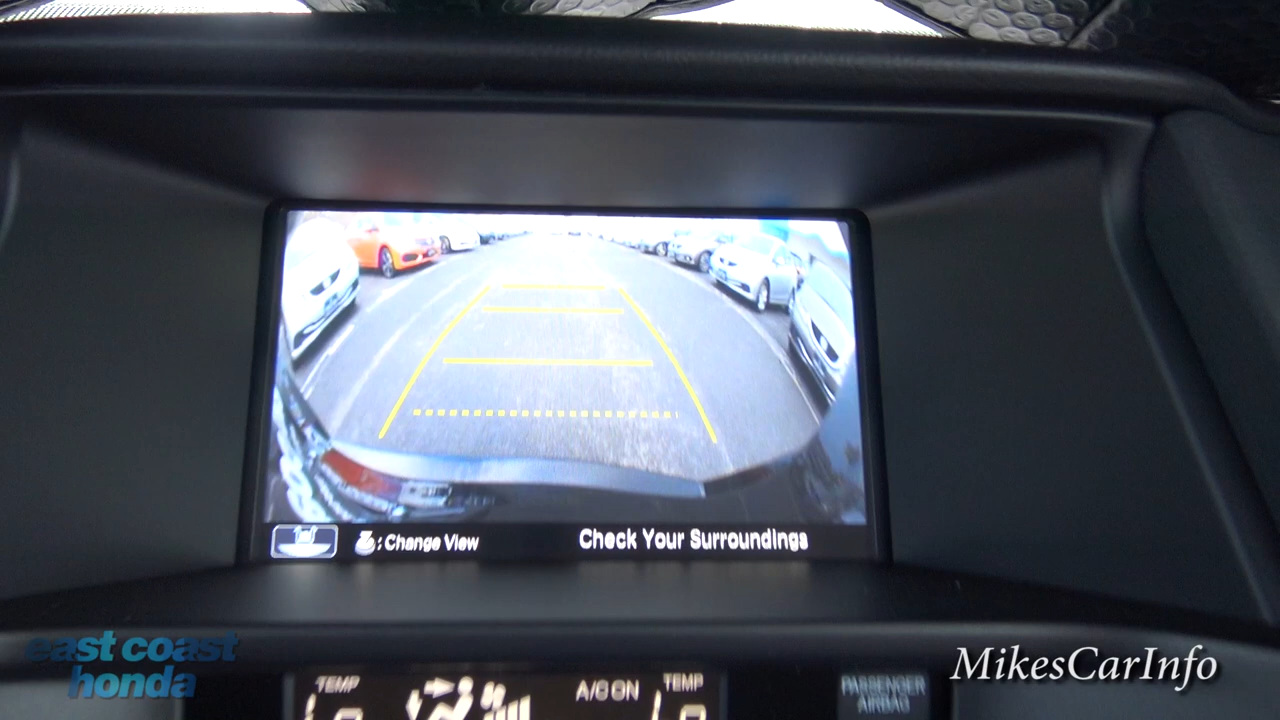 : Change View
Check Your Surroundings
east coast
honda
MikesCarInfo
TEMP
A/C ON
TEMP
PASSENGER
AIRBAG